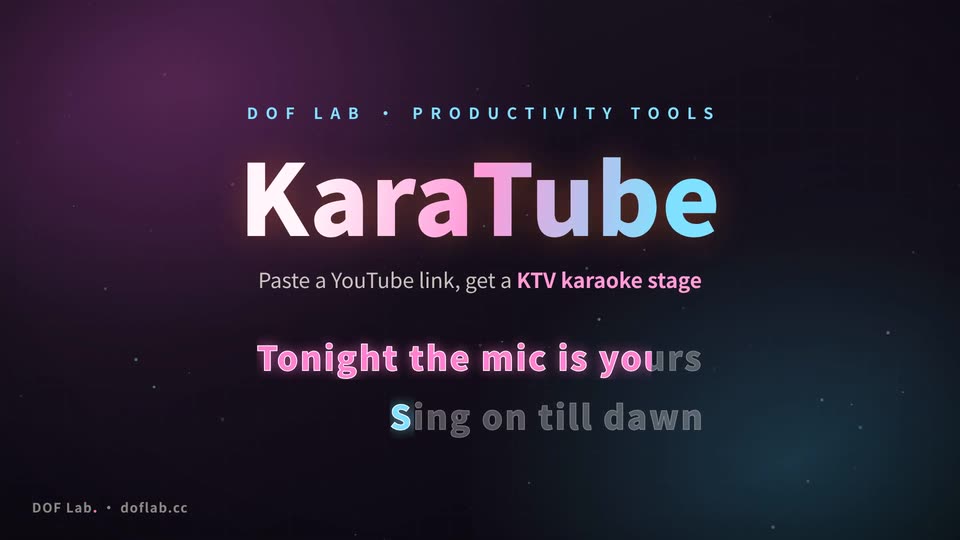 DOF LAB • PRODUCTIVITY TOOLS
KaraTube
Paste a YouTube link, get a KTV karaoke stage
Tonight the mic is yours
Sing on till dawn
DOF Lab. • doflab.cc